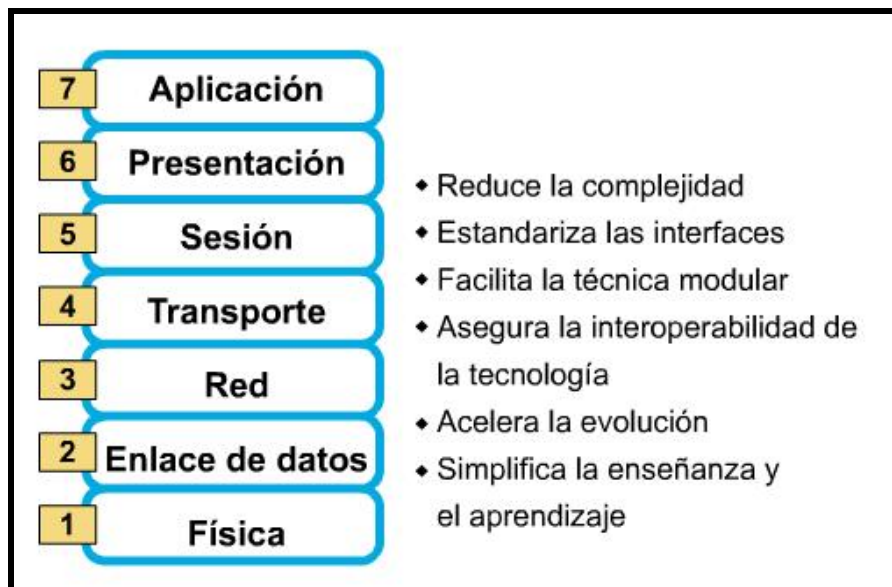 7 Aplicación
6 Presentación
5 Sesión
4 Transporte
3 Red
2 Enlace de datos
1 Física
◆ Reduce la complejidad
◆ Estandariza las interfaces
◆ Facilita la técnica modular
◆ Asegura la interoperabilidad de
la tecnología
◆ Acelera la evolución
◆ Simplifica la enseñanza y
el aprendizaje